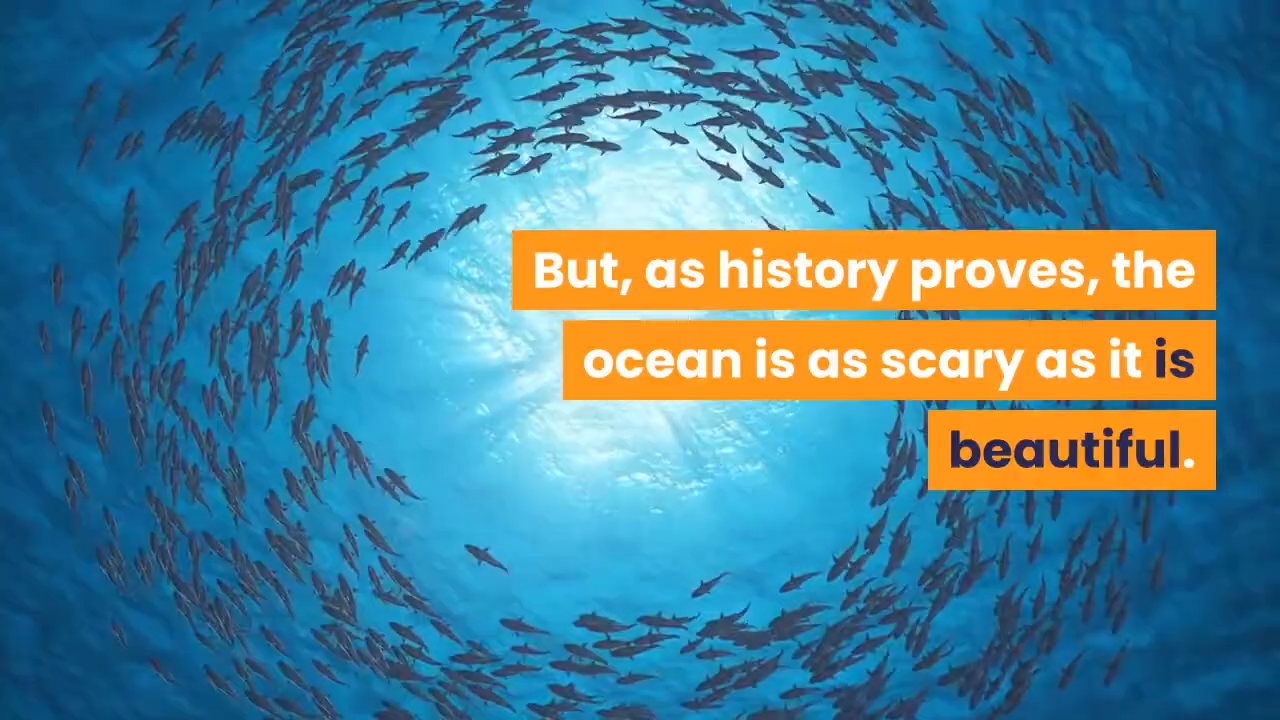 But, as history proves, the
ocean is as scary as it is
beautiful.